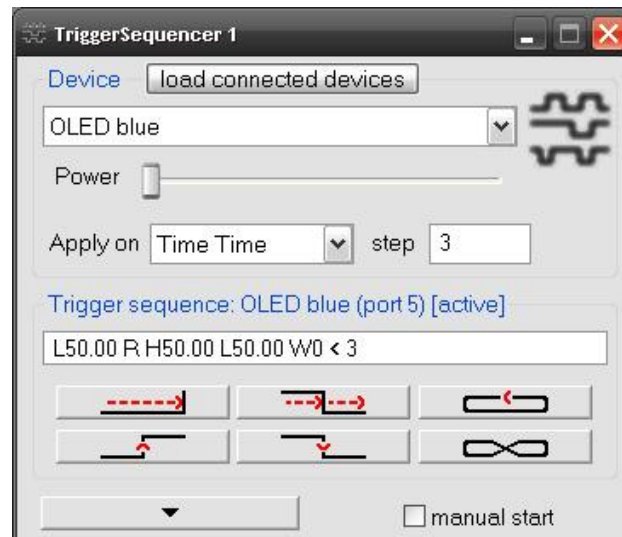 TriggerSequencer 1
Device load connected devices
OLED blue
Power
Apply on Time Time step 3
Trigger sequence: OLED blue (port 5) [active]
L50.00 R H50.00 L50.00 W0 < 3
manual start